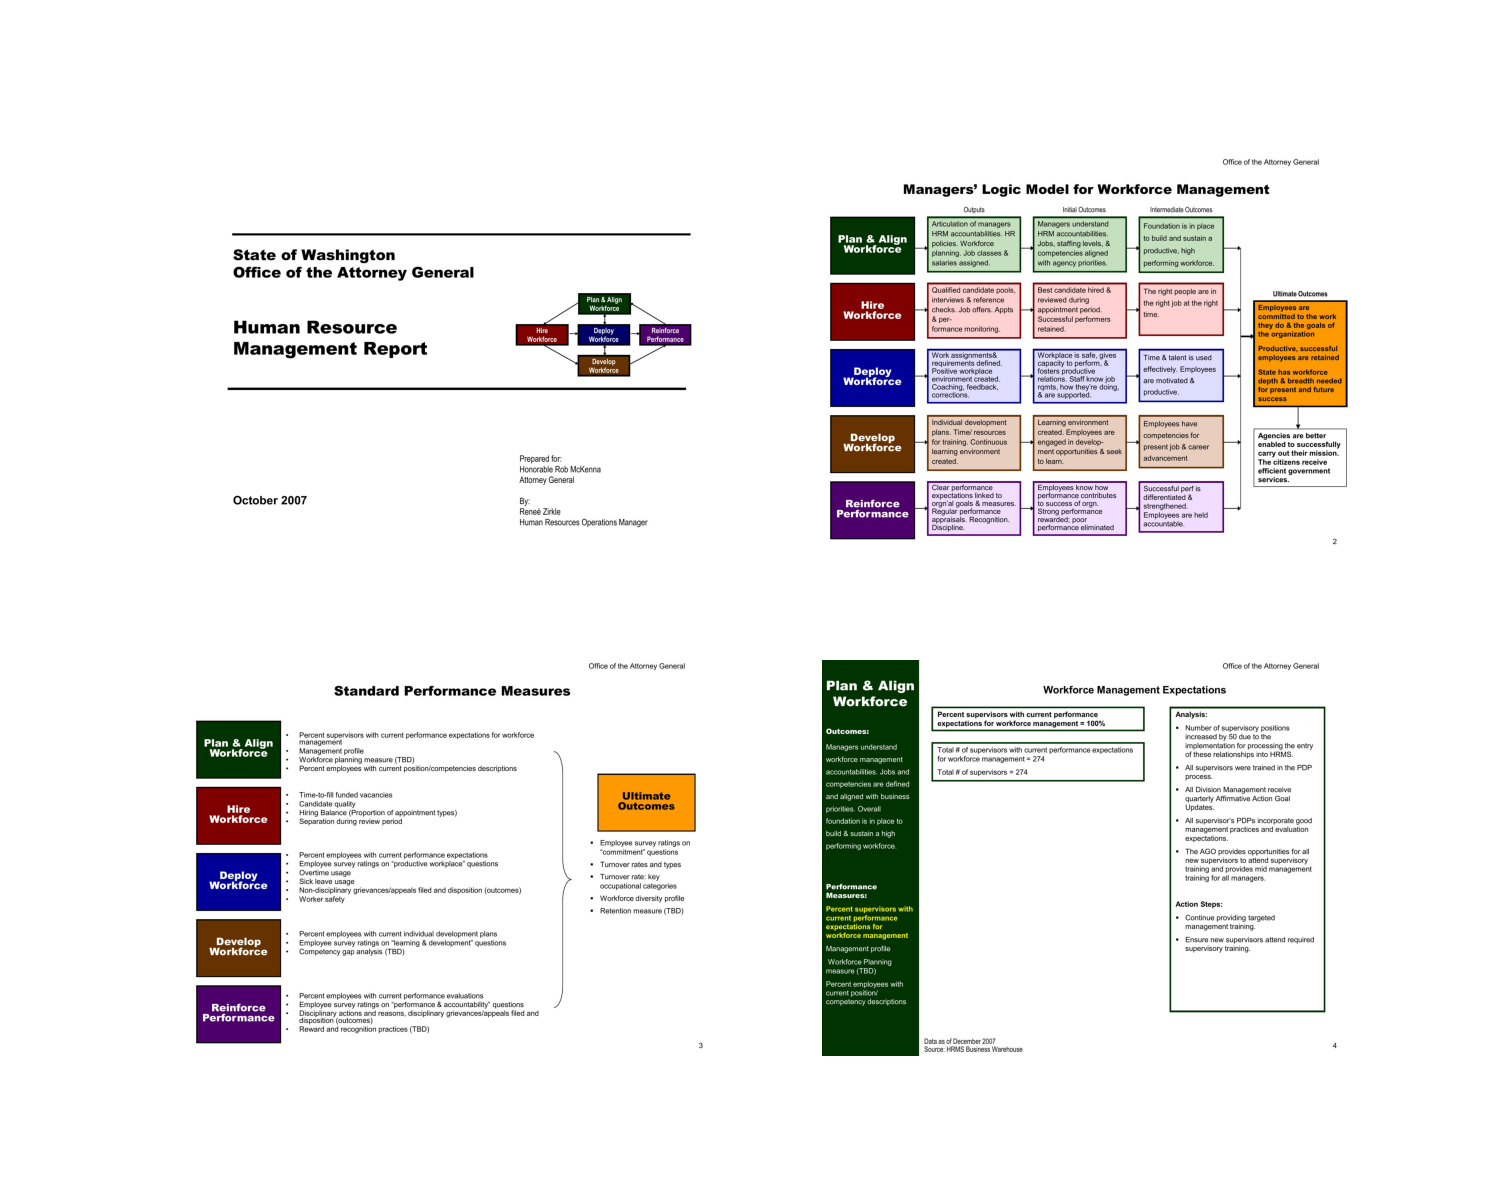 State of Washington
Office of the Attorney General
Human Resource
Management Report
Plan & Align
Workforce
Hire
Workforce
Deploy
Workforce
Reinforce
Performance
Develop
Workforce
Prepared for:
Honorable Rob McKenna
Attorney General
October 2007
By:
Reneé Zirkle
Human Resources Operations Manager
Office of the Attorney General
Managers' Logic Model for Workforce Management
Outputs
Initial Outcomes
Intermediate Outcomes
Plan & Align
Workforce
Articulation of managers
HRM accountabilities. HR
policies. Workforce
planning. Job classes &
salaries assigned.
Managers understand
HRM accountabilities.
Jobs, staffing levels, &
competencies aligned
with agency priorities.
Foundation is in place
to build and sustain a
productive, high
performing workforce.
Hire
Workforce
Qualified candidate pools,
interviews & reference
checks. Job offers. Appts
& per-
formance monitoring.
Best candidate hired &
reviewed during
appointment period.
Successful performers
retained.
The right people are in
the right job at the right
time.
Deploy
Workforce
Work assignments&
requirements defined.
Positive workplace
environment created.
Coaching, feedback,
corrections.
Workplace is safe, gives
capacity to perform, &
fosters productive
relations. Staff know job
rqmts, how they're doing,
& are supported.
Time & talent is used
effectively. Employees
are motivated &
productive.
Develop
Workforce
Individual development
plans. Time/ resources
for training. Continuous
learning environment
created.
Learning environment
created. Employees are
engaged in develop-
ment opportunities & seek
to learn.
Employees have
competencies for
present job & career
advancement
Reinforce
Performance
Clear performance
expectations linked to
orgn'al goals & measures.
Regular performance
appraisals. Recognition.
Discipline.
Employees know how
performance contributes
to success of orgn.
Strong performance
rewarded; poor
performance eliminated
Successful perf is
differentiated &
strengthened.
Employees are held
accountable.
Ultimate Outcomes
Employees are
committed to the work
they do & the goals of
the organization
Productive, successful
employees are retained
State has workforce
depth & breadth needed
for present and future
success
Agencies are better
enabled to successfully
carry out their mission.
The citizens receive
efficient government
services.
2
Office of the Attorney General
Standard Performance Measures
Plan & Align
Workforce
• Percent supervisors with current performance expectations for workforce
management
• Management profile
• Workforce planning measure (TBD)
• Percent employees with current position/competencies descriptions
Hire
Workforce
• Time-to-fill funded vacancies
• Candidate quality
• Hiring Balance (Proportion of appointment types)
• Separation during review period
Deploy
Workforce
• Percent employees with current performance expectations
• Employee survey ratings on "productive workplace" questions
• Overtime usage
• Sick leave usage
• Non-disciplinary grievances/appeals filed and disposition (outcomes)
• Worker safety
Develop
Workforce
• Percent employees with current individual development plans
• Employee survey ratings on "learning & development" questions
• Competency gap analysis (TBD)
Reinforce
Performance
• Percent employees with current performance evaluations
• Employee survey ratings on "performance & accountability" questions
• Disciplinary actions and reasons, disciplinary grievances/appeals filed and
disposition (outcomes)
• Reward and recognition practices (TBD)
Ultimate
Outcomes
▪ Employee survey ratings on
"commitment" questions
▪ Turnover rates and types
▪ Turnover rate: key
occupational categories
▪ Workforce diversity profile
▪ Retention measure (TBD)
3
Office of the Attorney General
Plan & Align
Workforce
Outcomes:
Managers understand
workforce management
accountabilities. Jobs and
competencies are defined
and aligned with business
priorities. Overall
foundation is in place to
build & sustain a high
performing workforce.
Performance
Measures:
Percent supervisors with
current performance
expectations for
workforce management
Management profile
Workforce Planning
measure (TBD)
Percent employees with
current position/
competency descriptions
Workforce Management Expectations
Percent supervisors with current performance
expectations for workforce management = 100%
Total # of supervisors with current performance expectations
for workforce management = 274
Total # of supervisors = 274
Analysis:
▪ Number of supervisory positions
increased by 50 due to the
implementation for processing the entry
of these relationships into HRMS.
▪ All supervisors were trained in the PDP
process.
▪ All Division Management receive
quarterly Affirmative Action Goal
Updates.
▪ All supervisor's PDPs incorporate good
management practices and evaluation
expectations.
▪ The AGO provides opportunities for all
new supervisors to attend supervisory
training and provides mid management
training for all managers.
Action Steps:
▪ Continue providing targeted
management training.
▪ Ensure new supervisors attend required
supervisory training.
Data as of December 2007
Source: HRMS Business Warehouse
4